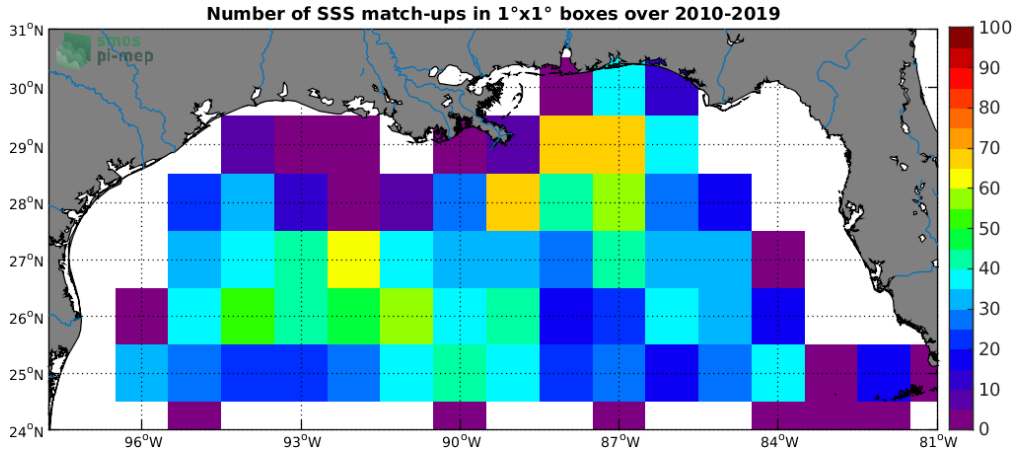 Number of SSS match-ups in 1°x1° boxes over 2010-2019
smos
pi-mep
31°N
30°N
29°N
28°N
27°N
26°N
25°N
24°N
96°W
93°W
90°W
87°W
84°W
81°W
100
90
80
70
60
50
40
30
20
10
0